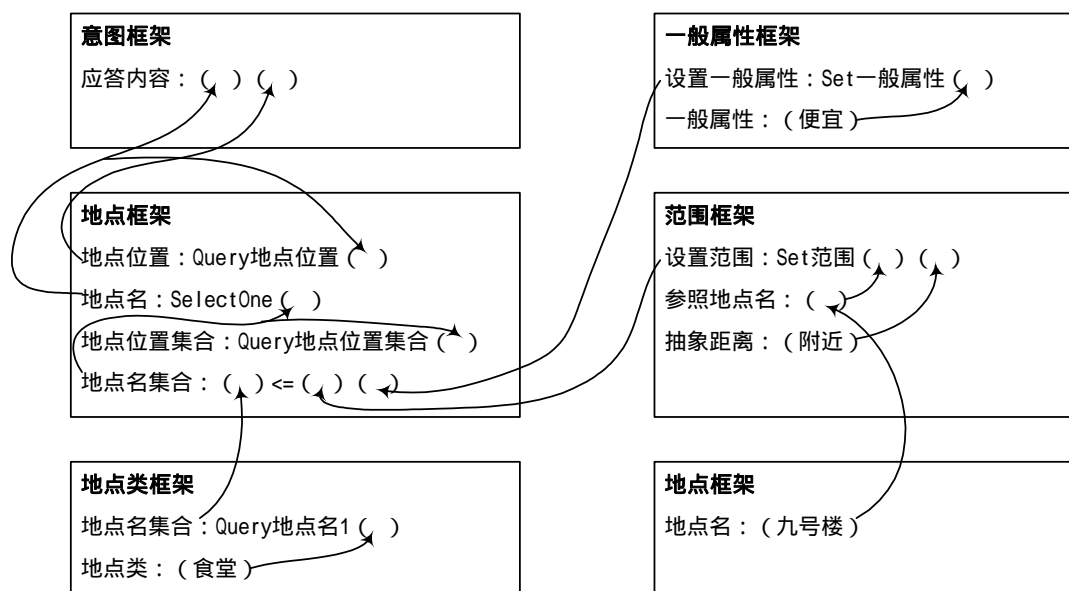 意图框架
应答内容：（ ）（ ）
一般属性框架
设置一般属性：Set一般属性（ ）
一般属性：（便宜）
地点框架
地点位置：Query地点位置（ ）
地点名：SelectOne（ ）
地点位置集合：Query地点位置集合（ ）
地点名集合：（ ）<=（ ）（ ）
范围框架
设置范围：Set范围（ ）（ ）
参照地点名：（ ）
抽象距离：（附近）
地点类框架
地点名集合：Query地点名1（ ）
地点类：（食堂）
地点框架
地点名：（九号楼）